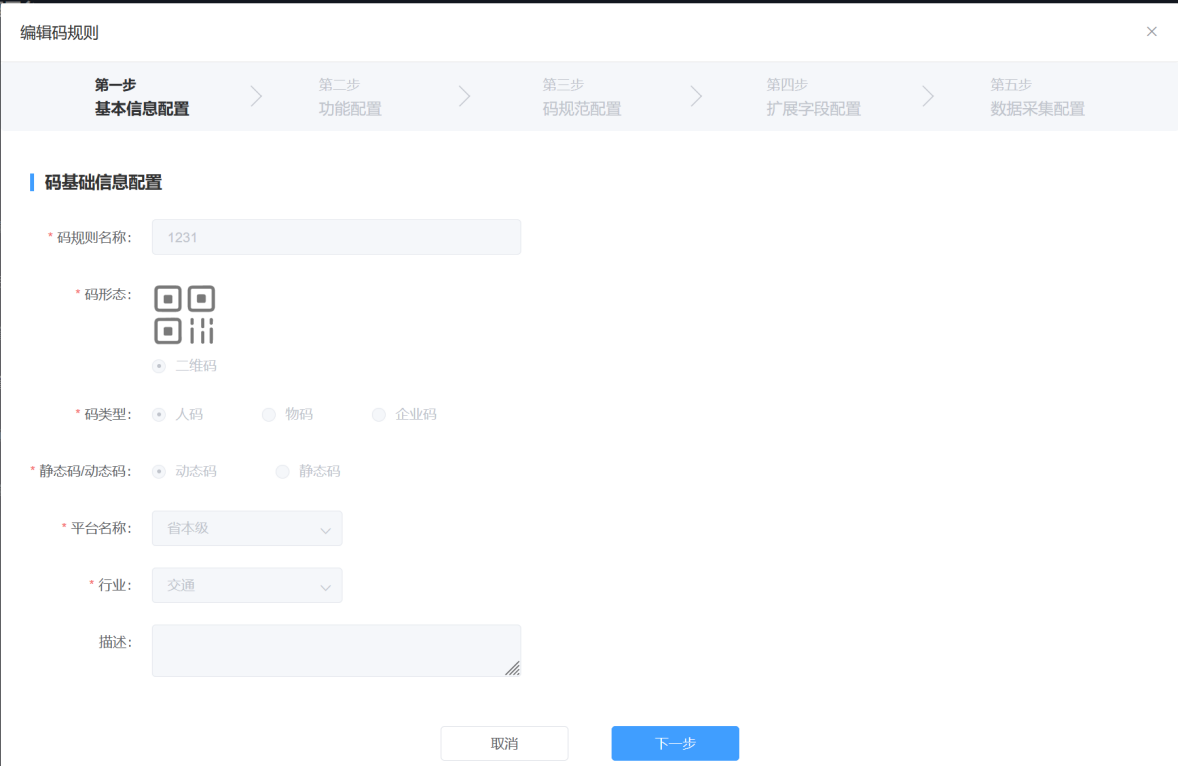 编辑码规则
第一步
基本信息配置
第二步
功能配置
第三步
码规范配置
第四步
扩展字段配置
第五步
数据采集配置
码基础信息配置
* 码规则名称: 1231
* 码形态:
二维码
* 码类型: 人码 物码 企业码
* 静态码/动态码: 动态码 静态码
* 平台名称: 省本级
* 行业: 交通
描述:
取消 下一步